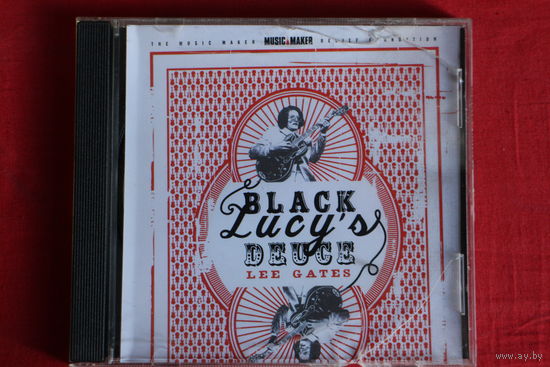 THE MUSIC MAKER MUSIC MAKER RELIEF FOUNDATION
BLACK
Lucy's
DEUCE
LEE GATES
www.ay.by